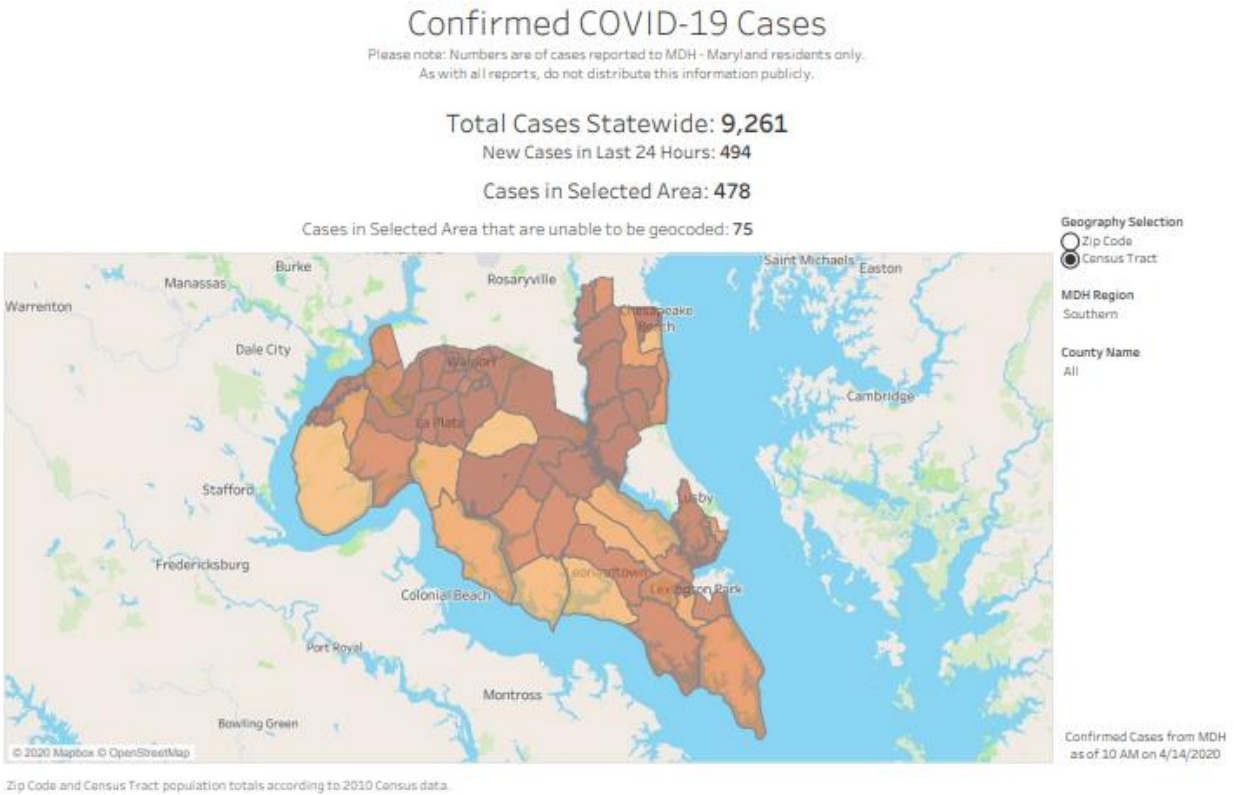 Confirmed COVID-19 Cases
Please note: Numbers are of cases reported to MDH - Maryland residents only.
As with all reports, do not distribute this information publicly.
Total Cases Statewide: 9,261
New Cases in Last 24 Hours: 494
Cases in Selected Area: 478
Cases in Selected Area that are unable to be geocoded: 75
Geography Selection
Zip Code
Census Tract
MDH Region
Southern
County Name
All
Burke
Manassas
Rosaryville
Saint Michaels
Easton
Warrenton
Chesapeake
Beach
Dale City
Waldorf
Cambridge
La Plata
Stafford
Lusby
Fredericksburg
Leonardtown
Colonial Beach
Lexington Park
Port Royal
Montross
Bowling Green
© 2020 Mapbox © OpenStreetMap
Confirmed Cases from MDH
as of 10 AM on 4/14/2020
Zip Code and Census Tract population totals according to 2010 Census data.